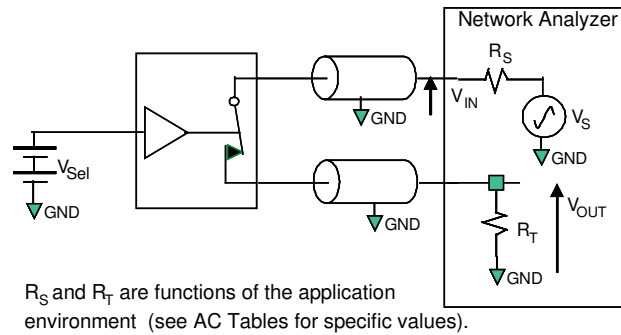 Network Analyzer
R_S
V_IN
GND
V_S
GND
V_Sel
GND
GND
V_OUT
R_T
GND
R_S and R_T are functions of the application
environment (see AC Tables for specific values).